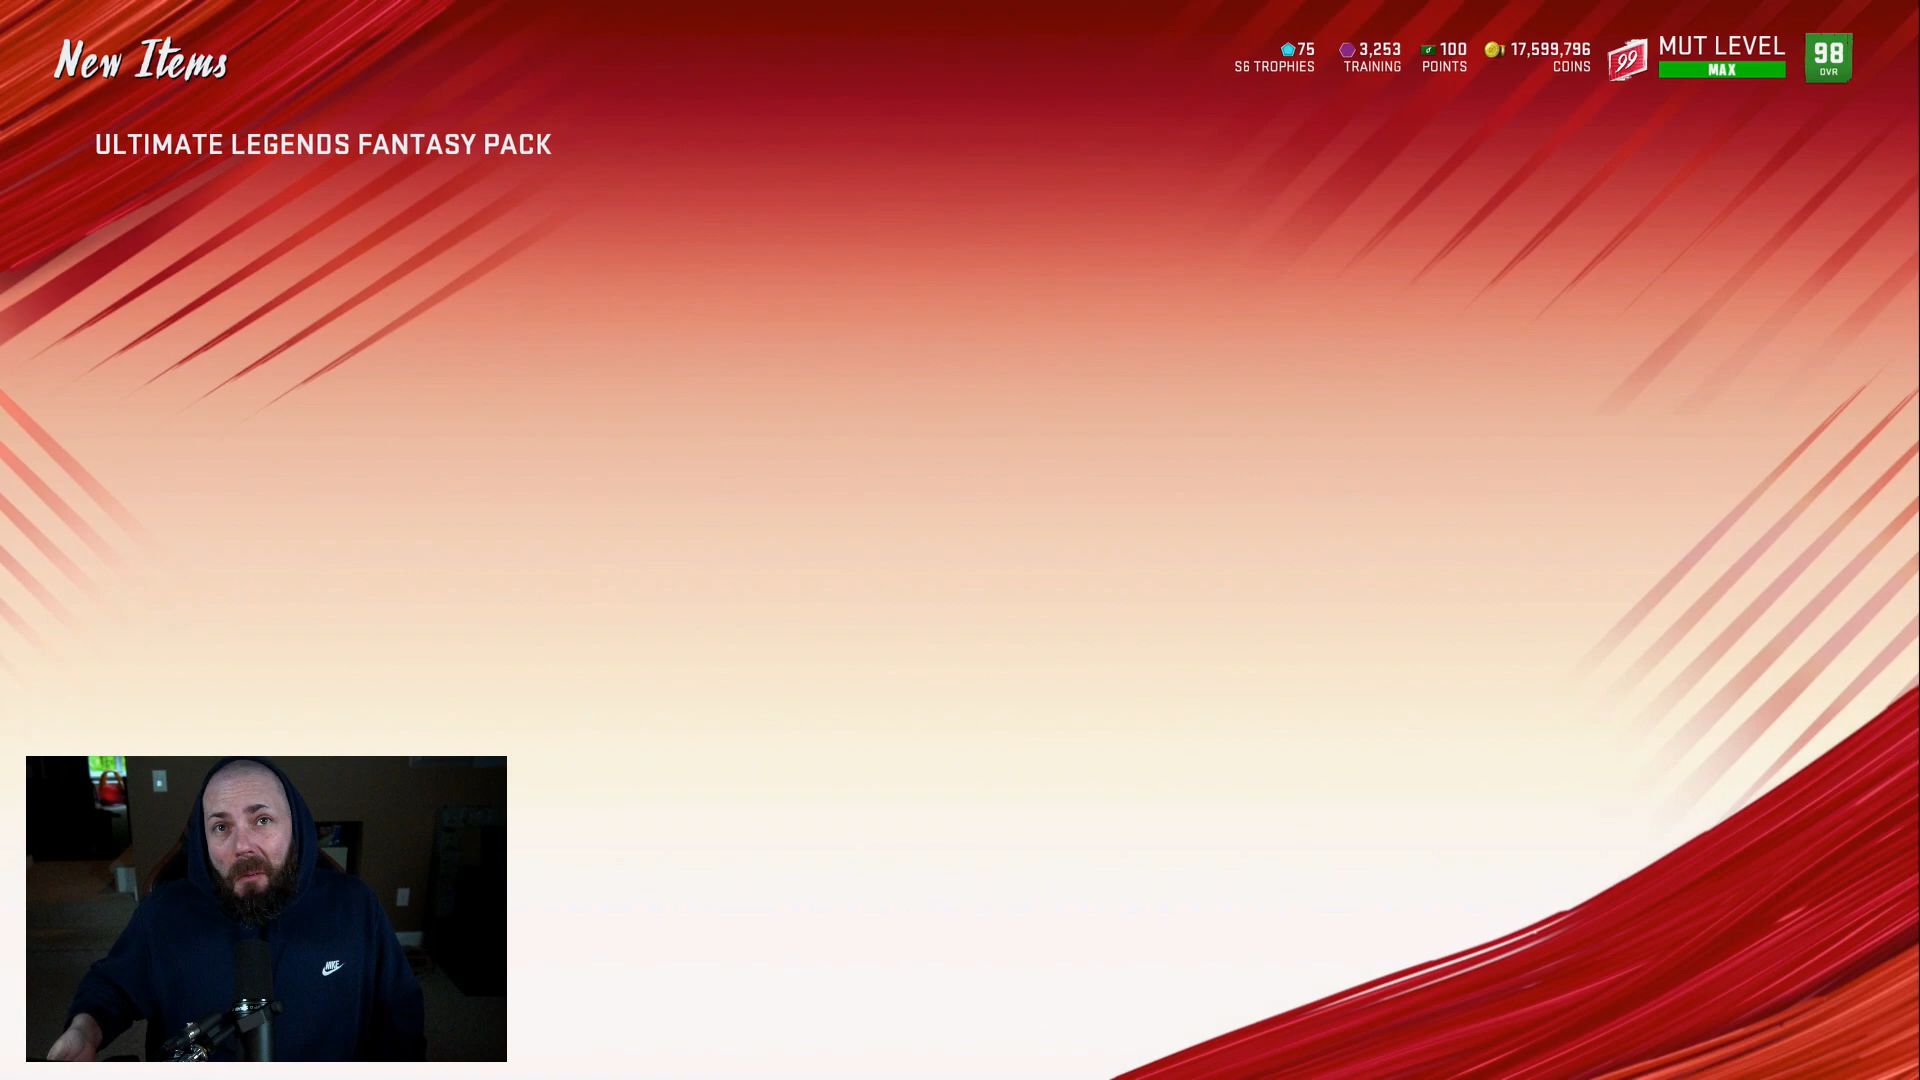 New Items
75
S6 TROPHIES
3,253
TRAINING
100
POINTS
17,599,796
COINS
99
MUT LEVEL
MAX
98
OVR
ULTIMATE LEGENDS FANTASY PACK
NIKE